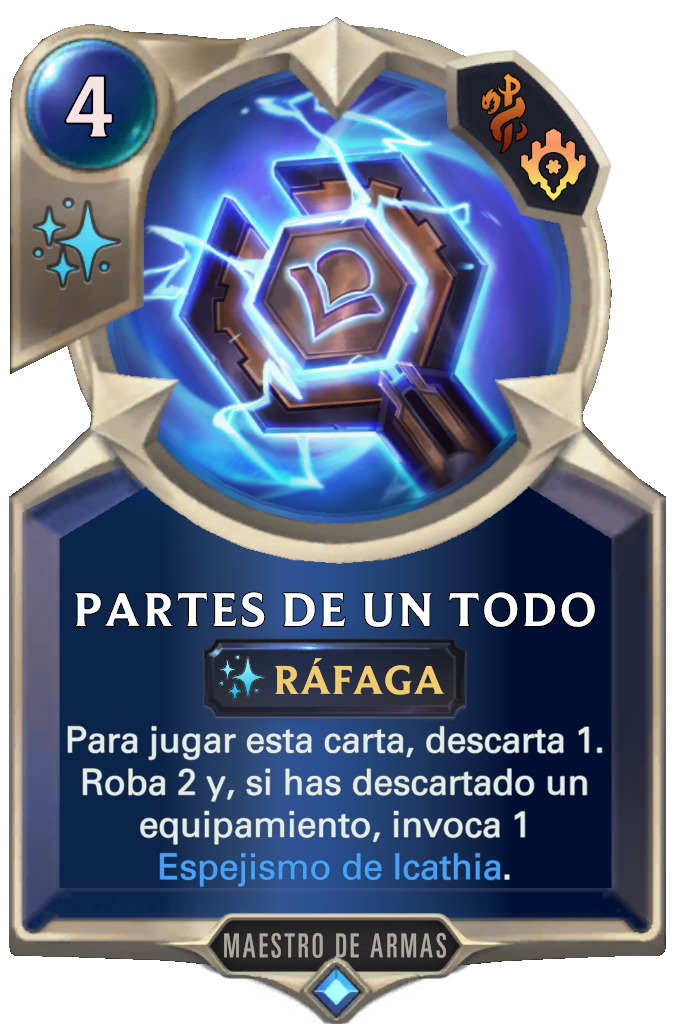 4
PARTES DE UN TODO
RÁFAGA
Para jugar esta carta, descarta 1.
Roba 2 y, si has descartado un
equipamiento, invoca 1
Espejismo de Icathia.
MAESTRO DE ARMAS